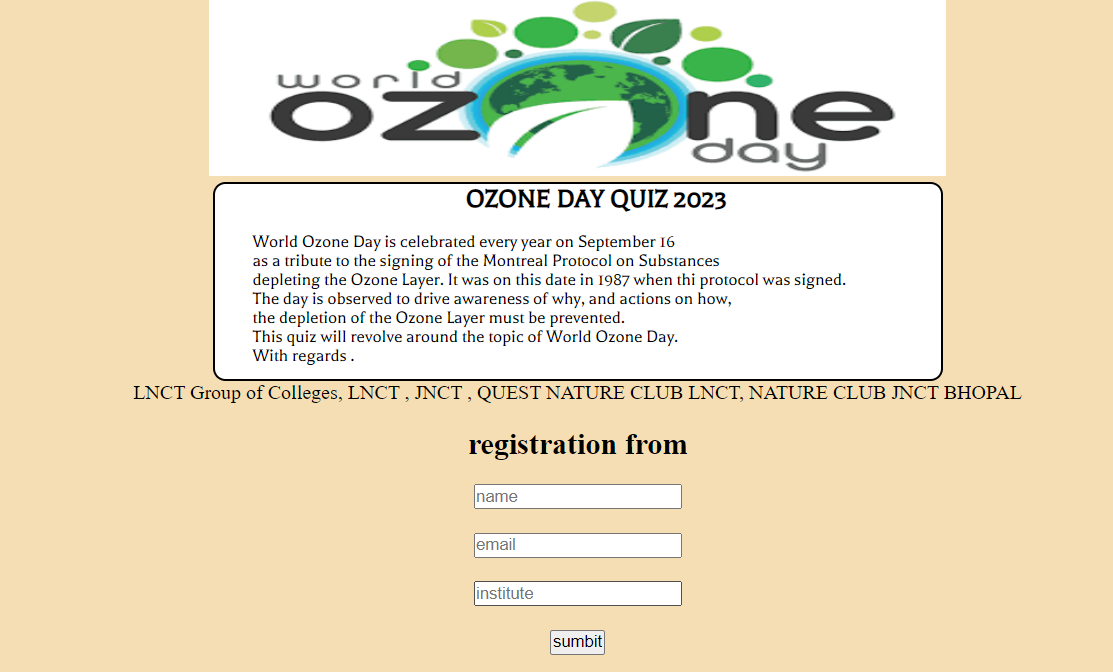 world
ozone
day
OZONE DAY QUIZ 2023
World Ozone Day is celebrated every year on September 16
as a tribute to the signing of the Montreal Protocol on Substances
depleting the Ozone Layer. It was on this date in 1987 when thi protocol was signed.
The day is observed to drive awareness of why, and actions on how,
the depletion of the Ozone Layer must be prevented.
This quiz will revolve around the topic of World Ozone Day.
With regards .
LNCT Group of Colleges, LNCT , JNCT , QUEST NATURE CLUB LNCT, NATURE CLUB JNCT BHOPAL
registration from
name
email
institute
sumbit